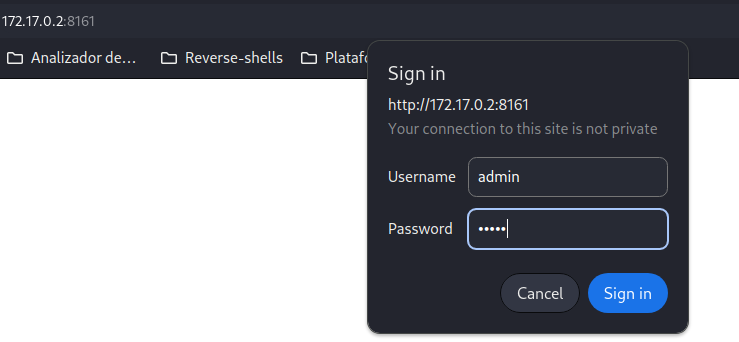 172.17.0.2:8161
Analizador de… Reverse-shells
Sign in
http://172.17.0.2:8161
Your connection to this site is not private
Username admin
Password •••••
Cancel Sign in